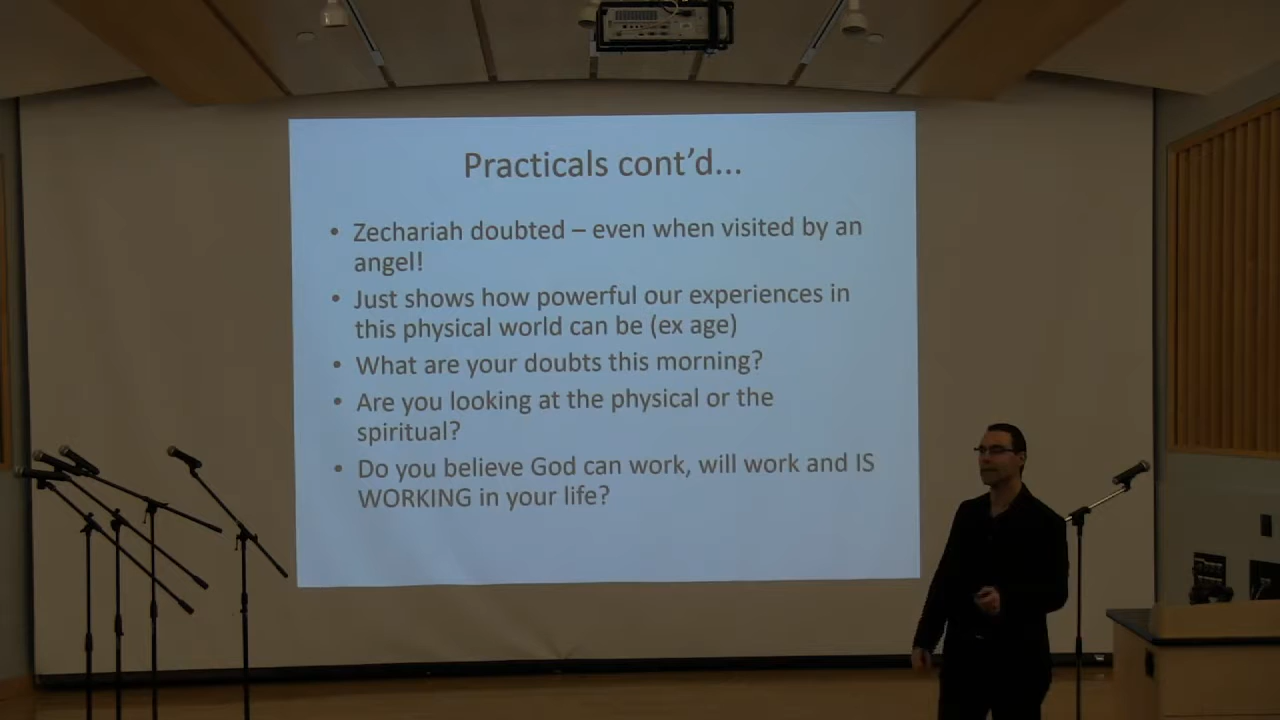 Practicals cont’d...
• Zechariah doubted – even when visited by an
angel!
• Just shows how powerful our experiences in
this physical world can be (ex age)
• What are your doubts this morning?
• Are you looking at the physical or the
spiritual?
• Do you believe God can work, will work and IS
WORKING in your life?